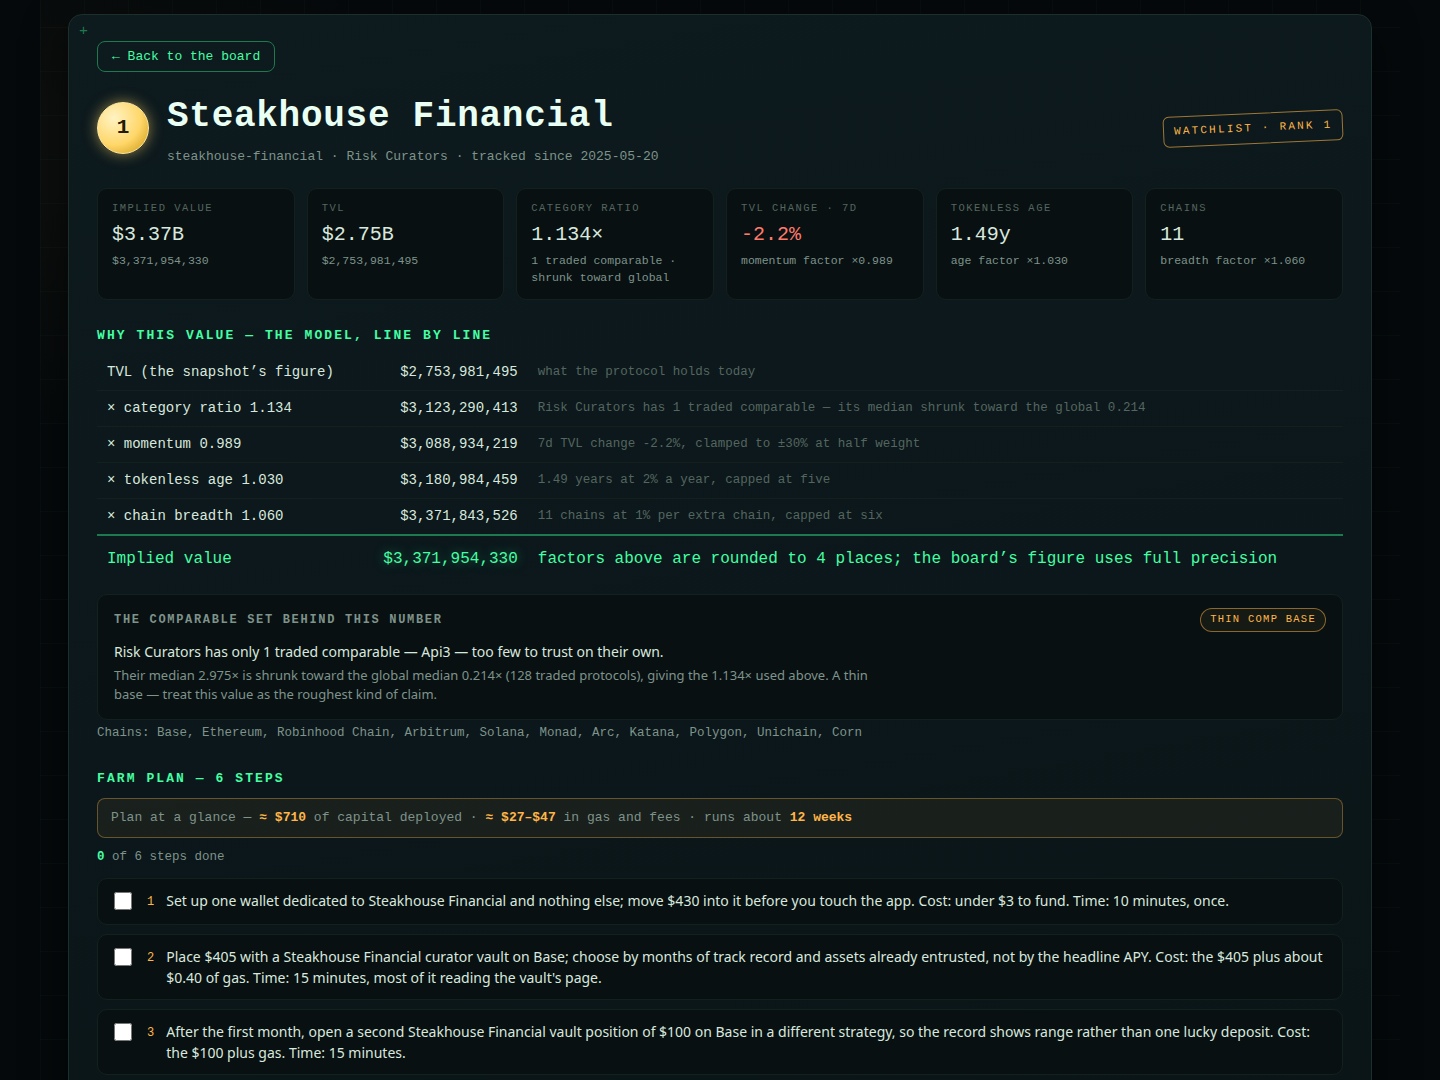 +
← Back to the board
1
Steakhouse Financial
steakhouse-financial · Risk Curators · tracked since 2025-05-20
WATCHLIST · RANK 1
IMPLIED VALUE
$3.37B
$3,371,954,330
TVL
$2.75B
$2,753,981,495
CATEGORY RATIO
1.134×
1 traded comparable ·
shrunk toward global
TVL CHANGE · 7D
-2.2%
momentum factor ×0.989
TOKENLESS AGE
1.49y
age factor ×1.030
CHAINS
11
breadth factor ×1.060
WHY THIS VALUE — THE MODEL, LINE BY LINE
TVL (the snapshot’s figure) $2,753,981,495 what the protocol holds today
× category ratio 1.134 $3,123,290,413 Risk Curators has 1 traded comparable — its median shrunk toward the global 0.214
× momentum 0.989 $3,088,934,219 7d TVL change -2.2%, clamped to ±30% at half weight
× tokenless age 1.030 $3,180,984,459 1.49 years at 2% a year, capped at five
× chain breadth 1.060 $3,371,843,526 11 chains at 1% per extra chain, capped at six
Implied value $3,371,954,330 factors above are rounded to 4 places; the board’s figure uses full precision
THE COMPARABLE SET BEHIND THIS NUMBER
THIN COMP BASE
Risk Curators has only 1 traded comparable — Api3 — too few to trust on their own.
Their median 2.975× is shrunk toward the global median 0.214× (128 traded protocols), giving the 1.134× used above. A thin
base — treat this value as the roughest kind of claim.
Chains: Base, Ethereum, Robinhood Chain, Arbitrum, Solana, Monad, Arc, Katana, Polygon, Unichain, Corn
FARM PLAN — 6 STEPS
Plan at a glance — ≈ $710 of capital deployed · ≈ $27–$47 in gas and fees · runs about 12 weeks
0 of 6 steps done
1 Set up one wallet dedicated to Steakhouse Financial and nothing else; move $430 into it before you touch the app. Cost: under $3 to fund. Time: 10 minutes, once.
2 Place $405 with a Steakhouse Financial curator vault on Base; choose by months of track record and assets already entrusted, not by the headline APY. Cost: the $405 plus about
$0.40 of gas. Time: 15 minutes, most of it reading the vault's page.
3 After the first month, open a second Steakhouse Financial vault position of $100 on Base in a different strategy, so the record shows range rather than one lucky deposit. Cost:
the $100 plus gas. Time: 15 minutes.